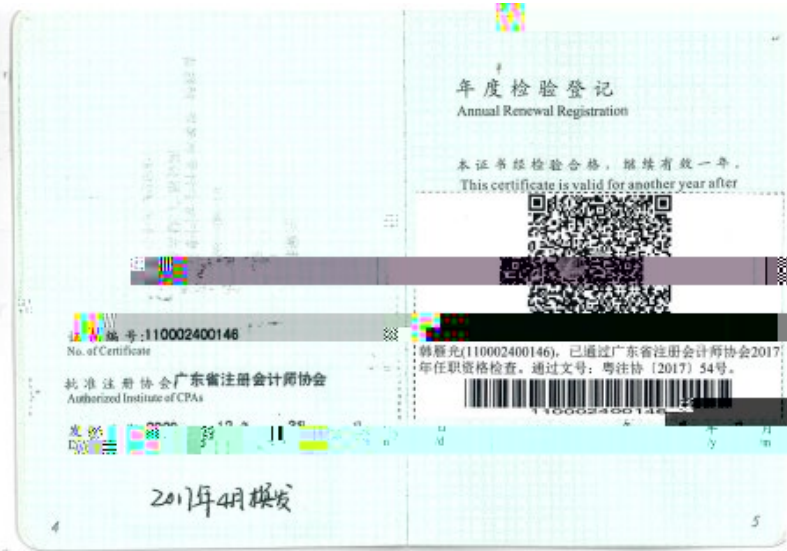 证书编号:110002400146
No. of Certificate
批准注册协会广东省注册会计师协会
Authorized Institute of CPAs
2017年4月换发
4
年度检验登记
Annual Renewal Registration
本证书经检验合格，继续有效一年。
This certificate is valid for another year after
韩雁光(110002400146)，已通过广东省注册会计师协会2017
年任职资格检查。通过文号：粤注协〔2017〕54号。
110002400146
年 月
/y /m
/d
5